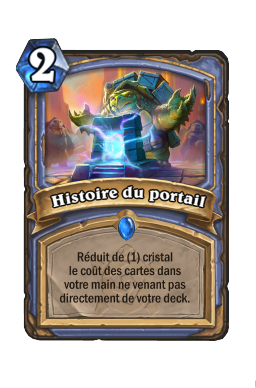 2
Histoire du portail
Réduit de (1) cristal
le coût des cartes dans
votre main ne venant pas
directement de votre deck.